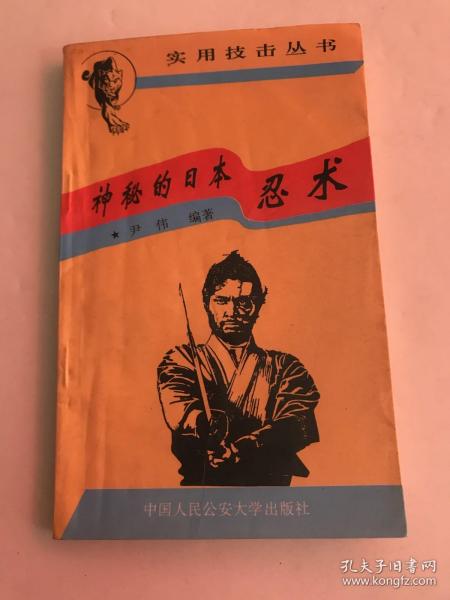 实用技击丛书
神秘的日本忍术
★尹伟 编著
中国人民公安大学出版社
孔夫子旧书网
www.kongfz.com